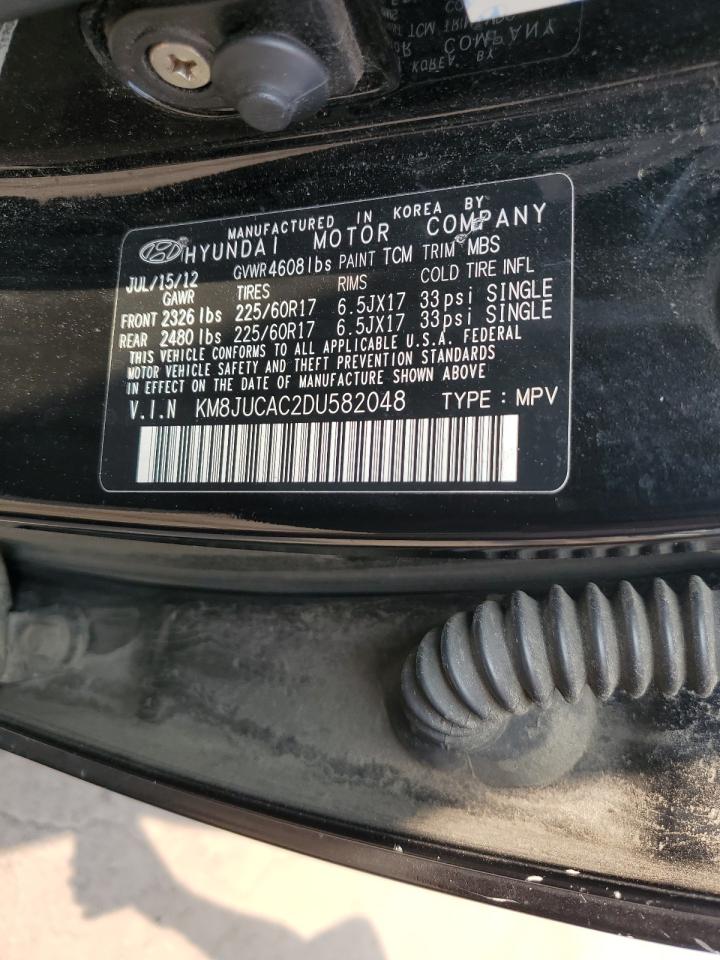 MANUFACTURED IN KOREA BY
HYUNDAI MOTOR COMPANY
JUL/15/12 GVWR 4608 lbs PAINT TCM TRIM MBS
GAWR TIRES RIMS COLD TIRE INFL
FRONT 2326 lbs 225/60R17 6.5JX17 33psi SINGLE
REAR 2480 lbs 225/60R17 6.5JX17 33psi SINGLE
THIS VEHICLE CONFORMS TO ALL APPLICABLE U.S.A. FEDERAL
MOTOR VEHICLE SAFETY AND THEFT PREVENTION STANDARDS
IN EFFECT ON THE DATE OF MANUFACTURE SHOWN ABOVE
V.I.N KM8JUCAC2DU582048 TYPE : MPV